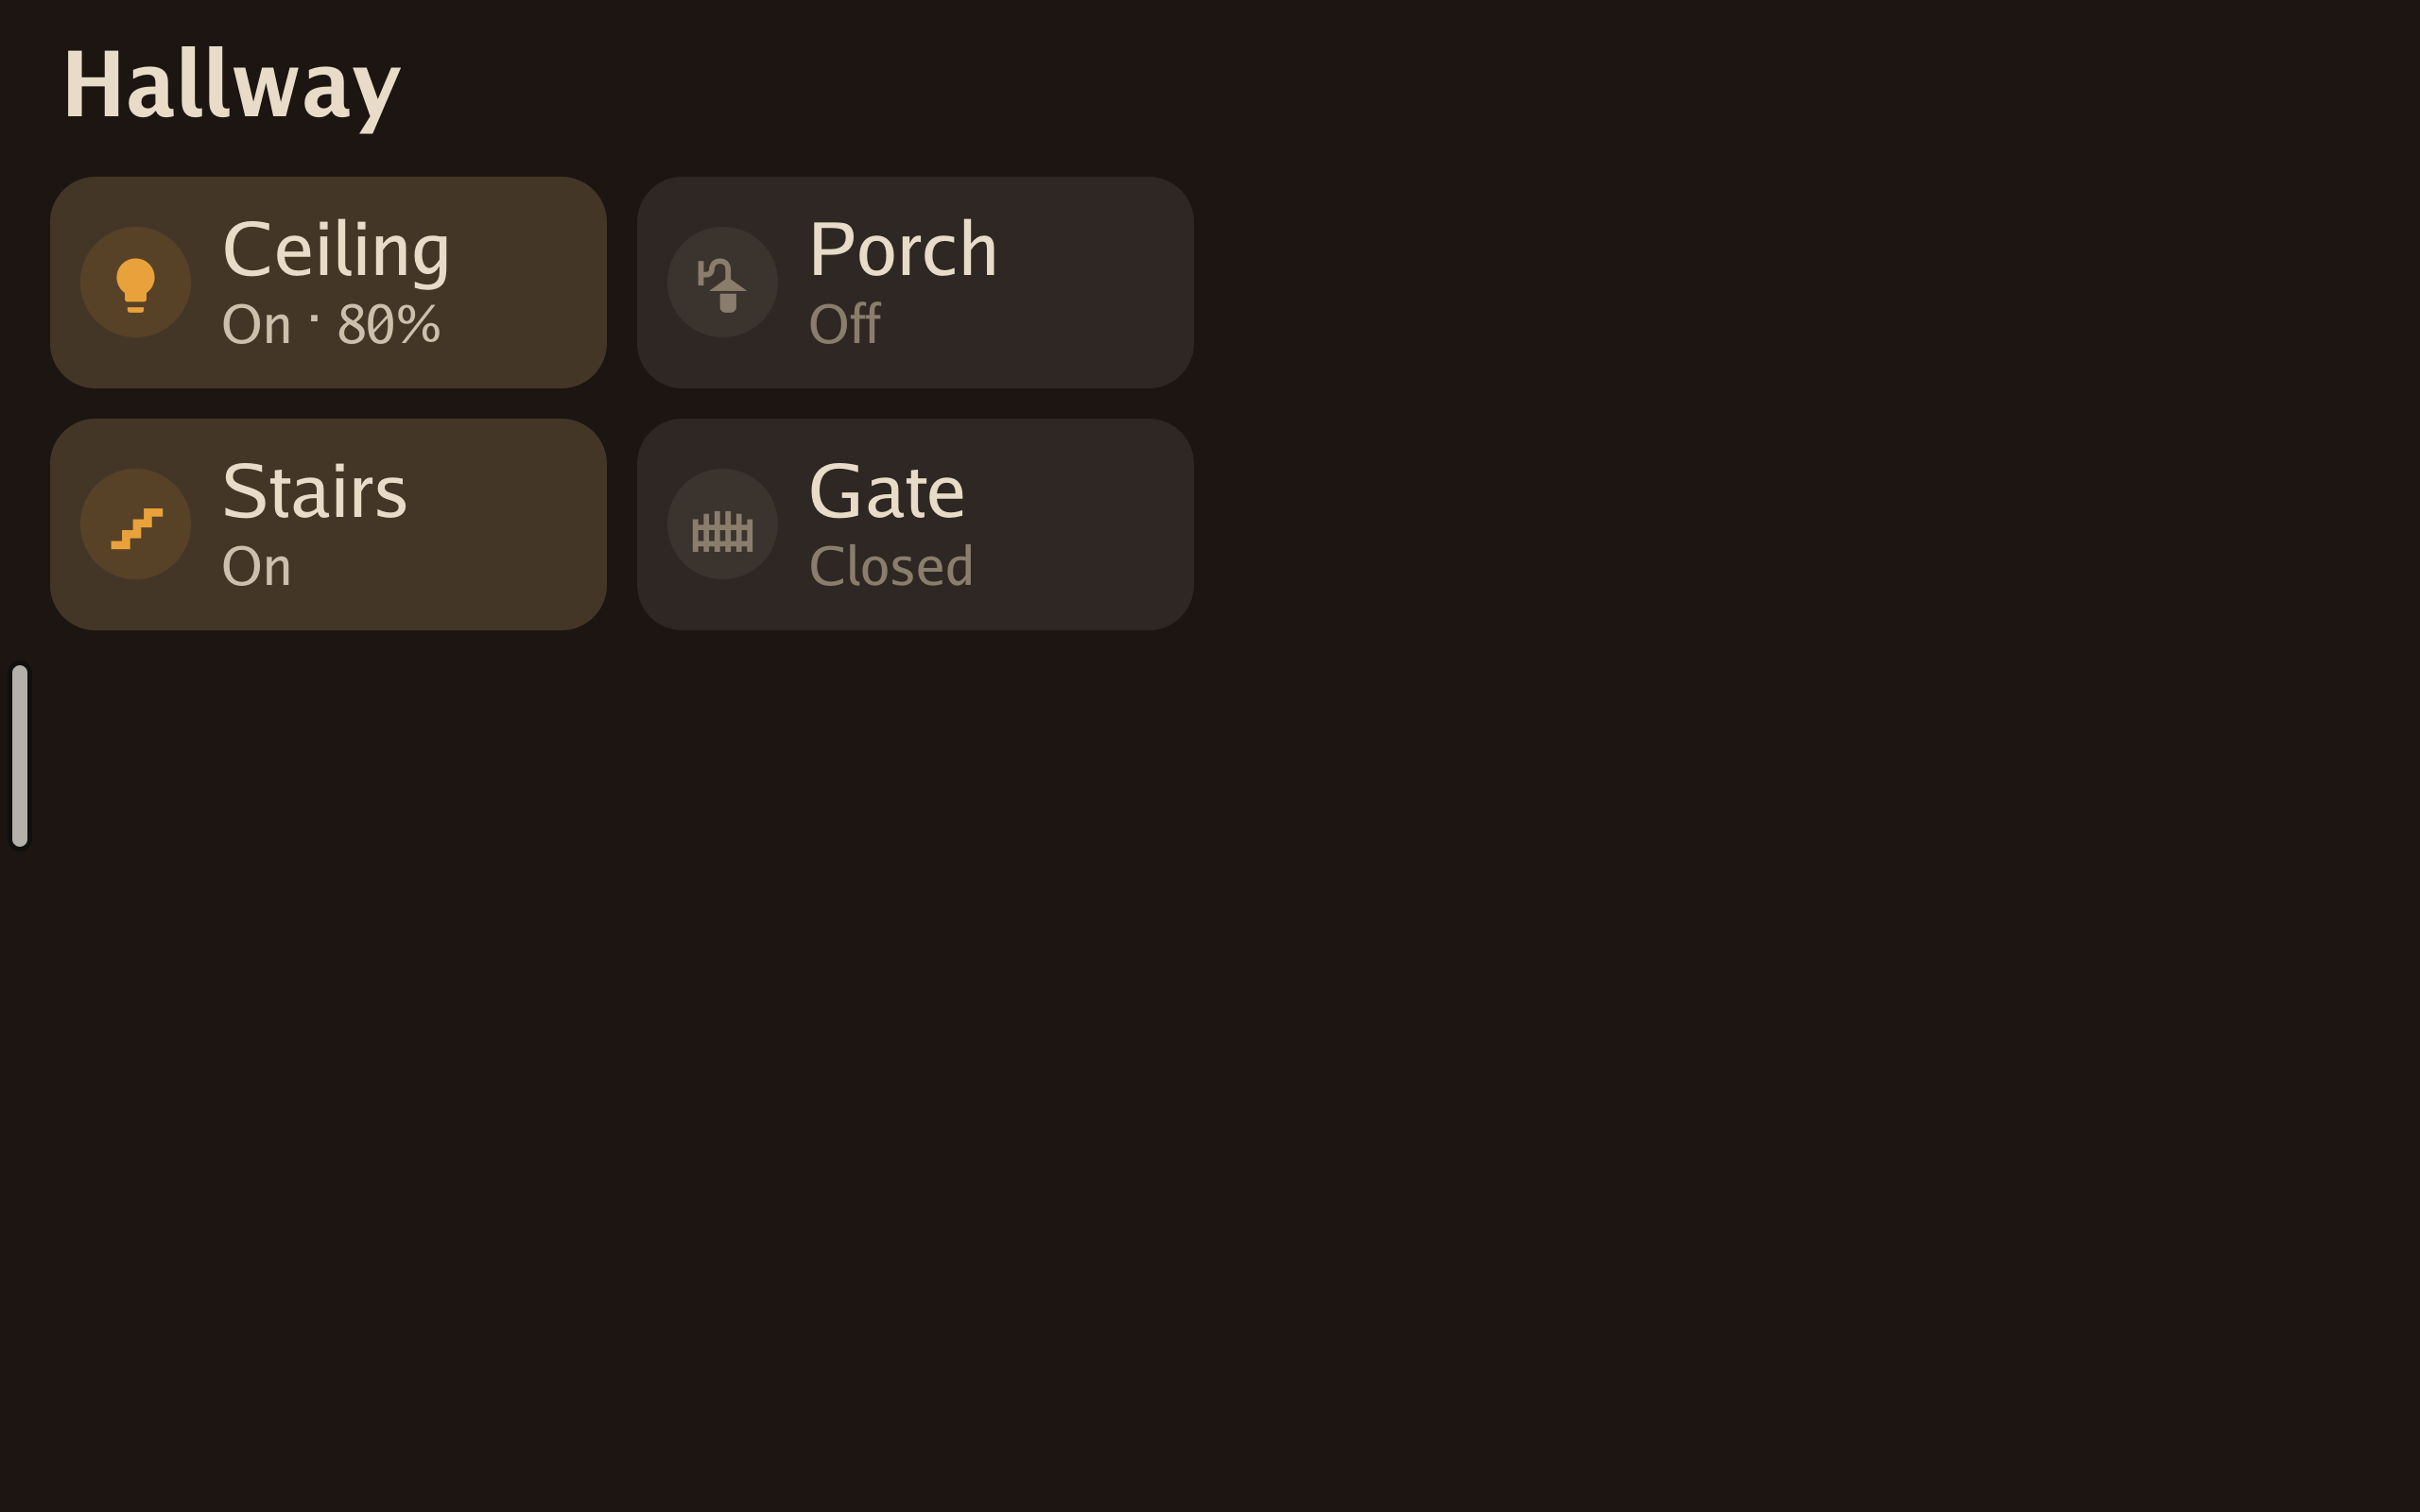 Hallway
Ceiling
On · 80%
Porch
Off
Stairs
On
Gate
Closed